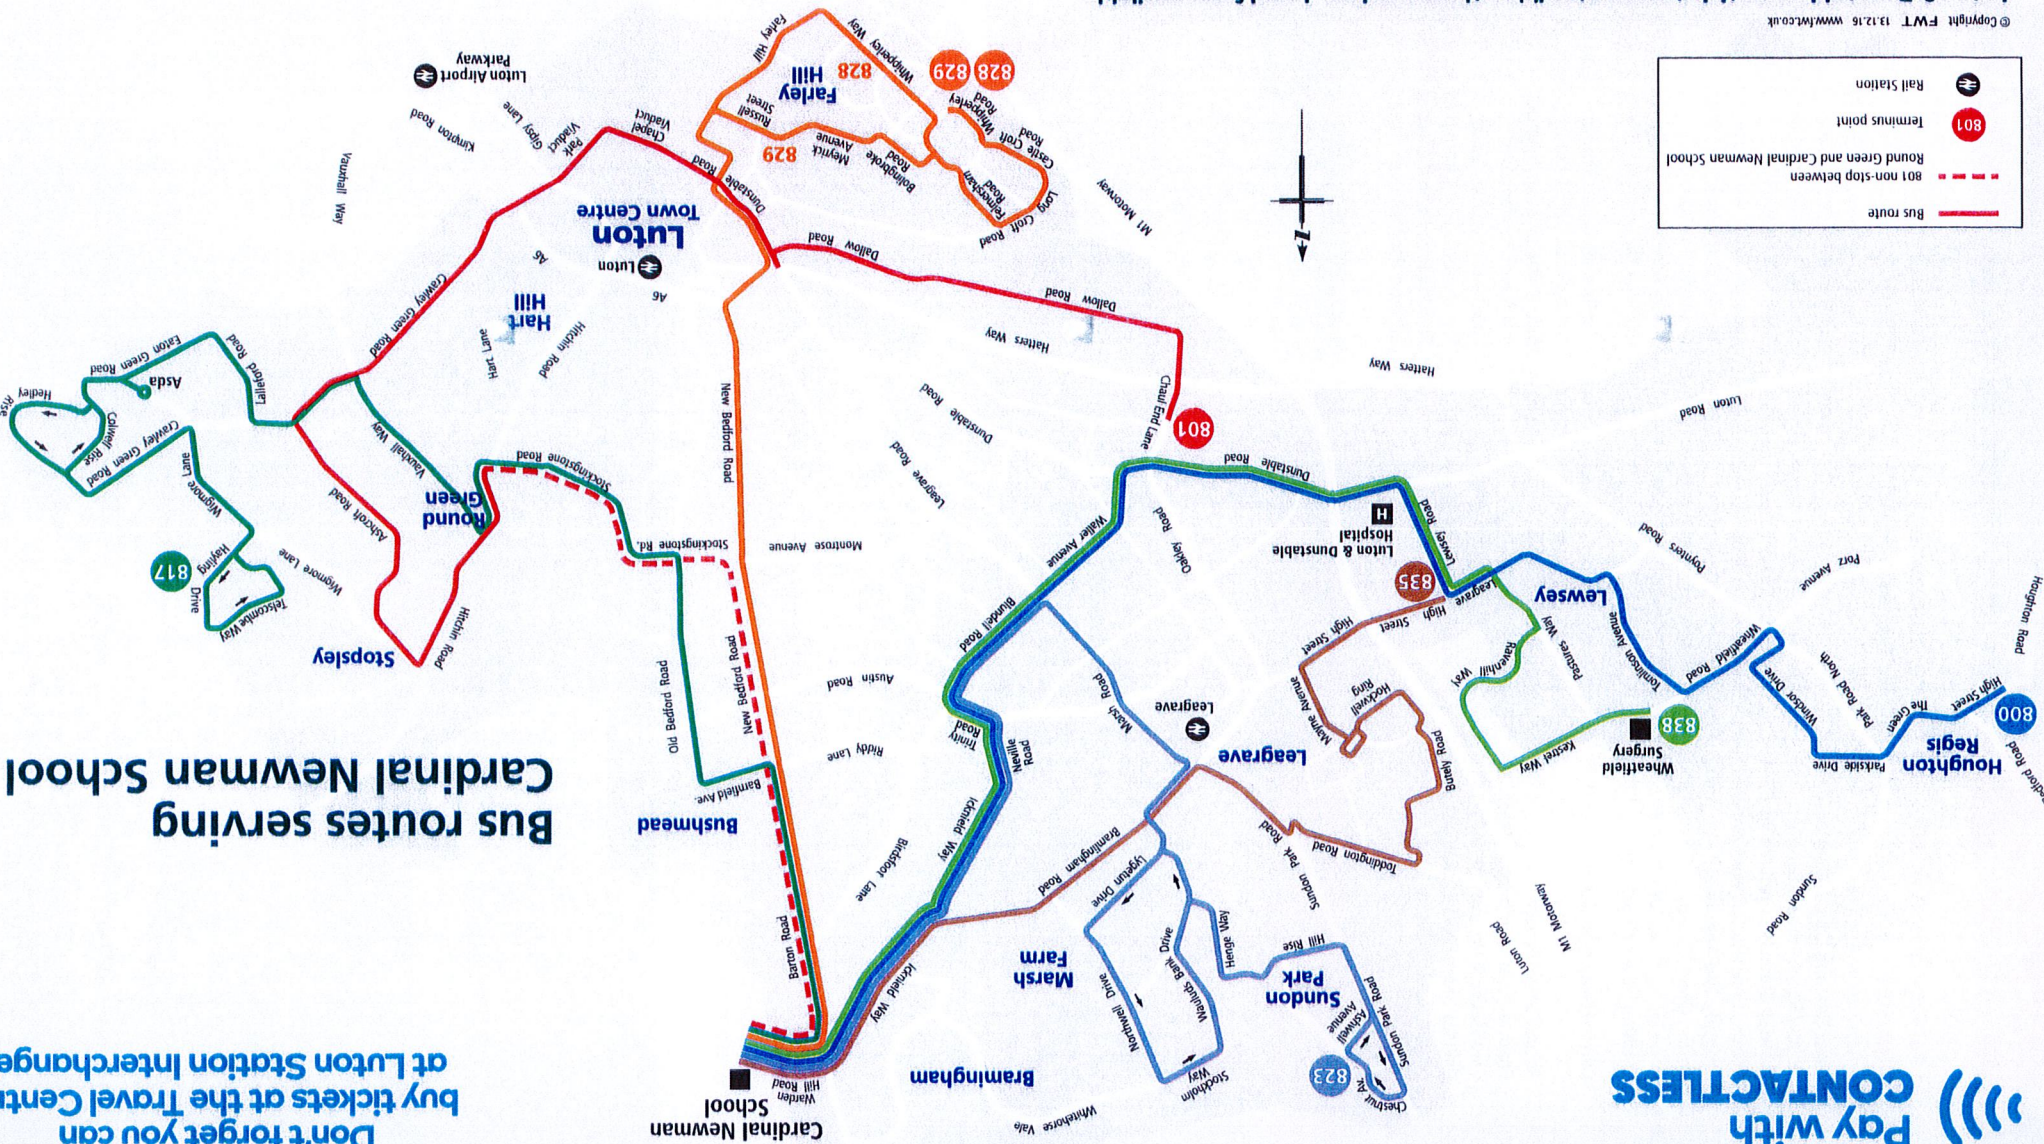 Pay with
CONTACTLESS
Don't forget you can
buy tickets at the Travel
at Luton Station
Bus routes serving
Cardinal Newman School
Cardinal Newman
School
Warden
Hill Road
Whitehorse Vale
Bramingham
Stockholm
Way
823
Chestnut Av.
Ashwell
Avenue
Sundon Park Road
Sundon
Park
Hill Rise
Henge Way
Wauluds Bank Drive
Northwell Drive
Marsh
Farm
Lygetun Drive
Icknield Way
Barton Road
Bramingham Road
Sundon Park Road
Toddington Road
Sundon Road
M1 Motorway
Luton Road
Birdsfoot Lane
Icknield Way
Bushmead
Barnfield Ave.
Houghton
Regis
800
High Street
The Green
Parkside Drive
Windsor Drive
Park Road North
Wheatfield Road
Wheatfield
Surgery
838
Kestrel Way
Ravenhill Way
Pastures Way
Butely Road
Hockwell
Ring
Mayne Avenue
High Street
High Street
Leagrave
Leagrave
Marsh Road
Neville
Road
Trinity
Road
Riddy Lane
Austin Road
New Bedford Road
Old Bedford Road
Stopsley
Hitchin Road
Houghton Road
Porz Avenue
Poynters Road
Lewsey
Tomlinson Avenue
Leagrave
835
Lewsey Road
Luton & Dunstable
Hospital
H
Blundell Road
Waller Avenue
Oakley Road
Montrose Avenue
Stockingstone Rd.
Stockingstone Road
Round
Green
Ashcroft Road
Wigmore Lane
Telscombe Way
Hayling
Drive
817
Wigmore Lane
Crawley Green Road
Colwell Rise
Hedley
Rise
Asda
Eaton Green
Road
Lalleford Road
Vauxhall Way
Dunstable Road
801
Chaul End Lane
Leagrave Road
Dunstable Road
New Bedford Road
Luton Road
Hatters Way
Hatters Way
Hitchin Road
Hart Lane
Hart
Hill
A6
A6
Dallow Road
Dallow Road
Luton
Luton
Town Centre
Crawley Green Road
Dunstable
Road
Chapel
Viaduct
Park
Viaduct
Gipsy Lane
Kimpton Road
Vauxhall Way
Luton Airport
Parkway
M1 Motorway
Long Croft Road
Felmersham
Road
Castle Croft
Road
Whipperley
Road
828
829
Bolingbroke
Road
Meyrick
Avenue
829
Russell
Street
Farley
Hill
828
Whipperley Way
Farley Hill
Bus route
801 non-stop between
Round Green and Cardinal Newman School
801
Terminus point
Rail Station
© Copyright FWT 13.12.16 www.fwt.co.uk